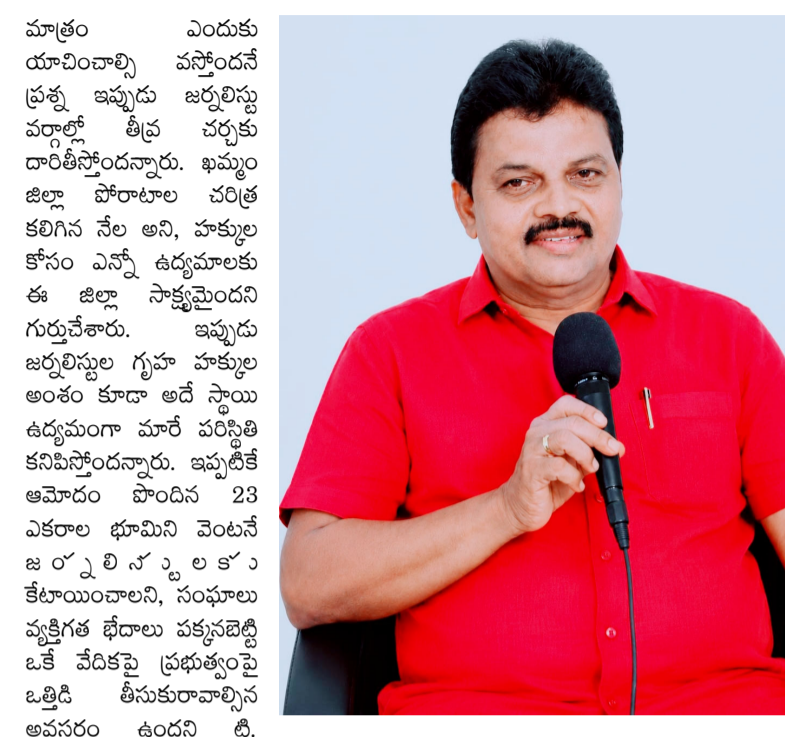 మాత్రం ఎందుకు
యాచించాల్సి వస్తోందనే
ప్రశ్న ఇప్పుడు జర్నలిస్టు
వర్గాల్లో తీవ్ర చర్చకు
దారితీస్తోందన్నారు. ఖమ్మం
జిల్లా పోరాటాల చరిత్ర
కలిగిన నేల అని, హక్కుల
కోసం ఎన్నో ఉద్యమాలకు
ఈ జిల్లా సాక్ష్యమైందని
గుర్తుచేశారు. ఇప్పుడు
జర్నలిస్టుల గృహ హక్కుల
అంశం కూడా అదే స్థాయి
ఉద్యమంగా మారే పరిస్థితి
కనిపిస్తోందన్నారు. ఇప్పటికే
ఆమోదం పొందిన 23
ఎకరాల భూమిని వెంటనే
జర్నలిస్టులకు
కేటాయించాలని, సంఘాలు
వ్యక్తిగత భేదాలు పక్కనబెట్టి
ఒకే వేదికపై ప్రభుత్వంపై
ఒత్తిడి తీసుకురావాల్సిన
అవసరం ఉందని టి.